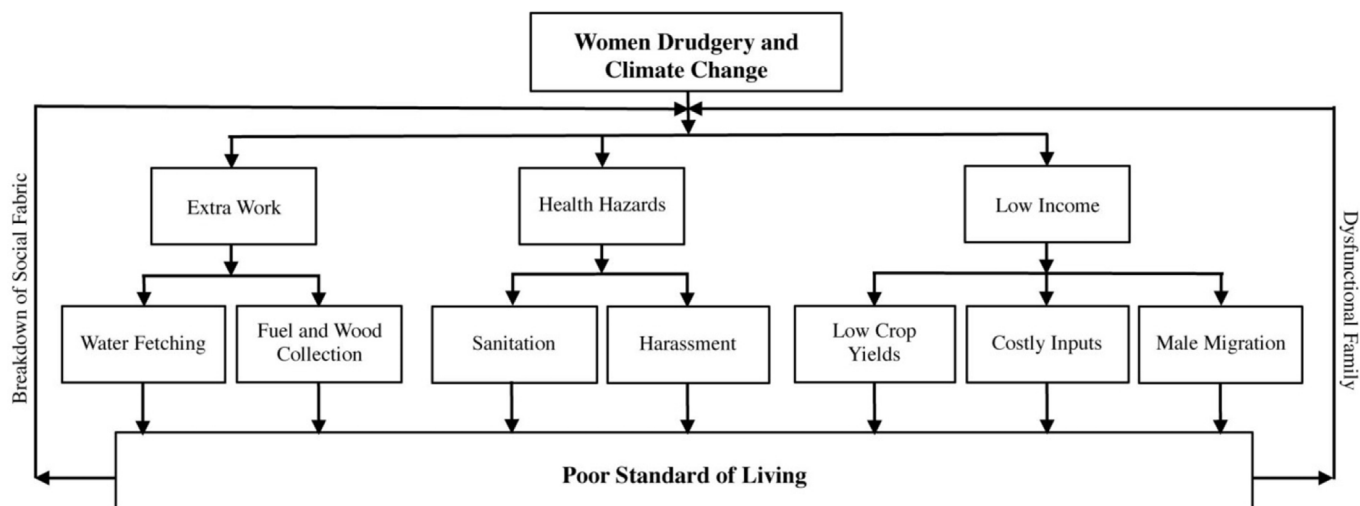 Women Drudgery and
Climate Change
Breakdown of Social Fabric
Dysfunctional Family
Extra Work
Health Hazards
Low Income
Water Fetching
Fuel and Wood
Collection
Sanitation
Harassment
Low Crop
Yields
Costly Inputs
Male Migration
Poor Standard of Living